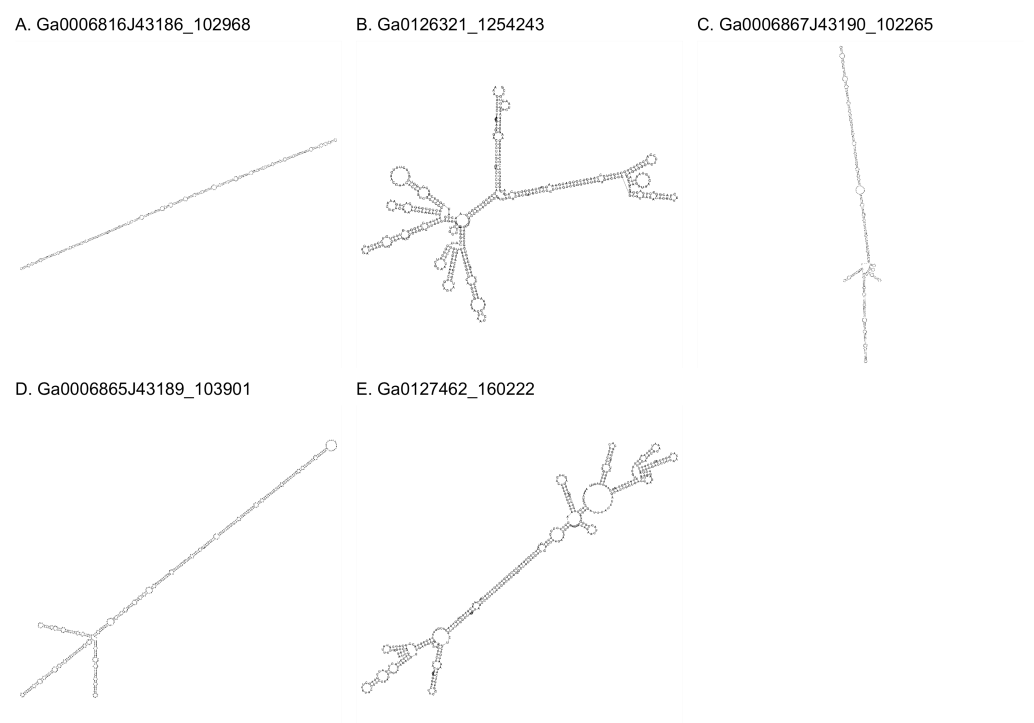 A. Ga0006816J43186_102968
B. Ga0126321_1254243
C. Ga0006867J43190_102265
D. Ga0006865J43189_103901
E. Ga0127462_160222